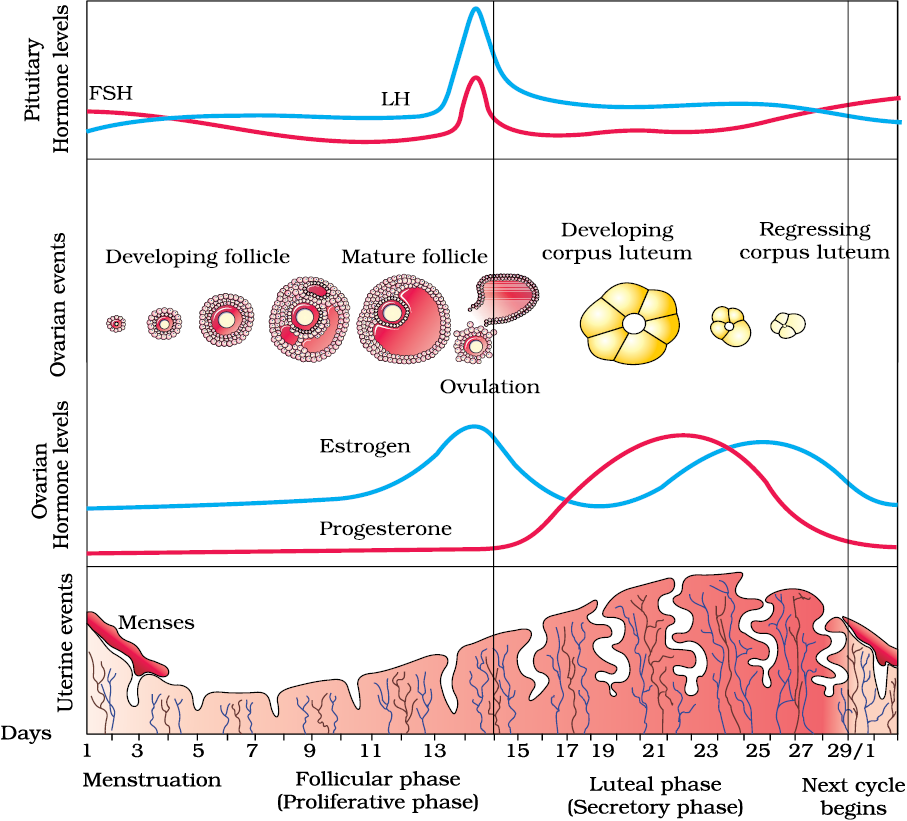 Pituitary
Hormone levels
FSH
LH
Ovarian events
Developing follicle
Mature follicle
Developing
corpus luteum
Regressing
corpus luteum
Ovulation
Ovarian
Hormone levels
Estrogen
Progesterone
Uterine events
Menses
Days
1 3 5 7 9 11 13 15 17 19 21 23 25 27 29/1
Menstruation
Follicular phase
(Proliferative phase)
Luteal phase
(Secretory phase)
Next cycle
begins